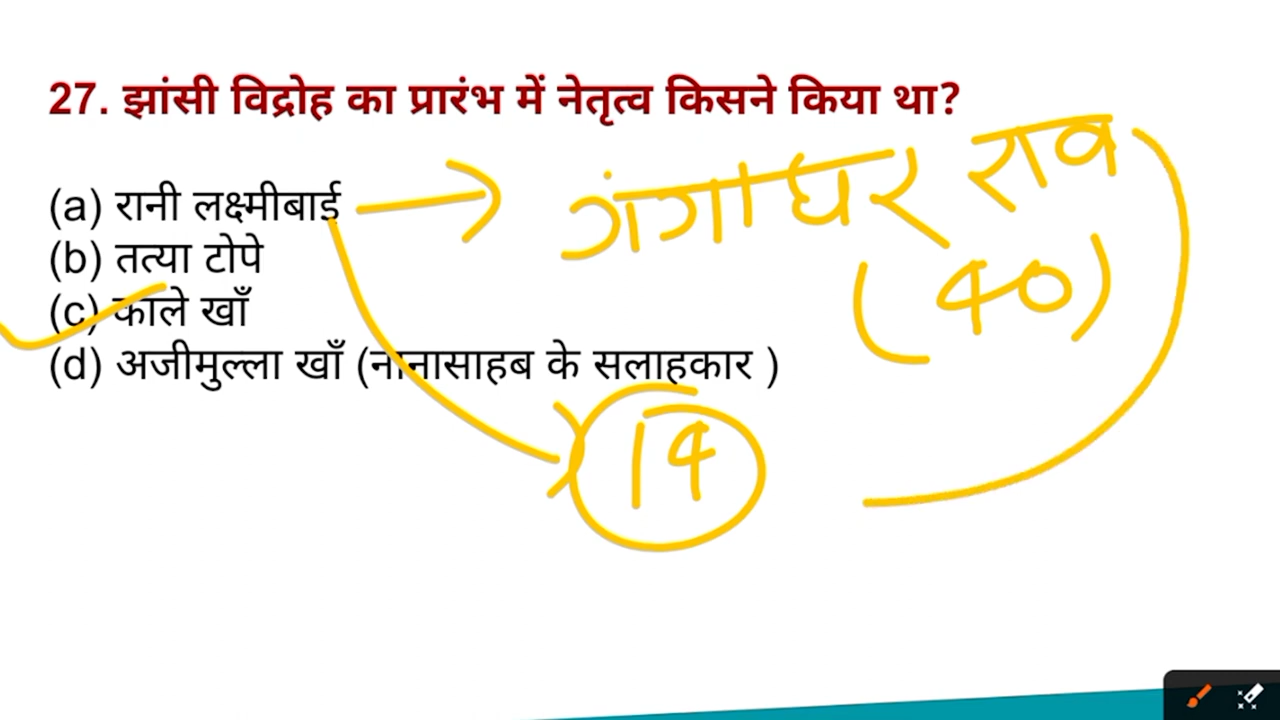 27. झांसी विद्रोह का प्रारंभ में नेतृत्व किसने किया था?
(a) रानी लक्ष्मीबाई
गंगाधर राव
(b) तत्या टोपे
(40)
(c) काले खाँ
(d) अजीमुल्ला खाँ (नानासाहब के सलाहकार )
14